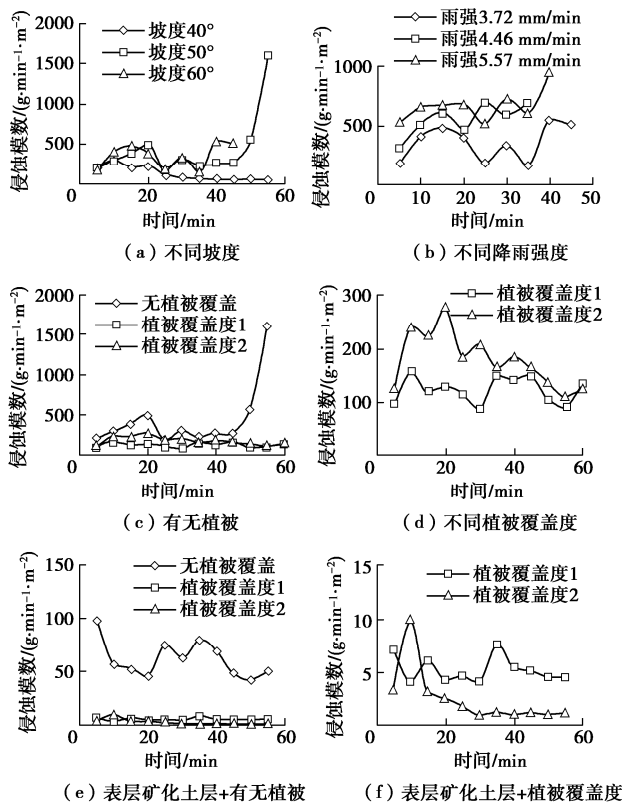 侵蚀模数/(g·min⁻¹·m⁻²)
2000
1500
1000
500
0
20
40
60
坡度40°
坡度50°
坡度60°
时间/min
(a)不同坡度
侵蚀模数/(g·min⁻¹·m⁻²)
雨强3.72 mm/min
雨强4.46 mm/min
雨强5.57 mm/min
1000
500
0
10
20
30
40
50
时间/min
(b)不同降雨强度
侵蚀模数/(g·min⁻¹·m⁻²)
2000
1500
1000
500
0
20
40
60
无植被覆盖
植被覆盖度1
植被覆盖度2
时间/min
(c)有无植被
侵蚀模数/(g·min⁻¹·m⁻²)
300
200
100
0
20
40
60
植被覆盖度1
植被覆盖度2
时间/min
(d)不同植被覆盖度
侵蚀模数/(g·min⁻¹·m⁻²)
150
100
50
0
20
40
60
无植被覆盖
植被覆盖度1
植被覆盖度2
时间/min
(e)表层矿化土层+有无植被
侵蚀模数/(g·min⁻¹·m⁻²)
15
10
5
0
20
40
60
植被覆盖度1
植被覆盖度2
时间/min
(f)表层矿化土层+植被覆盖度